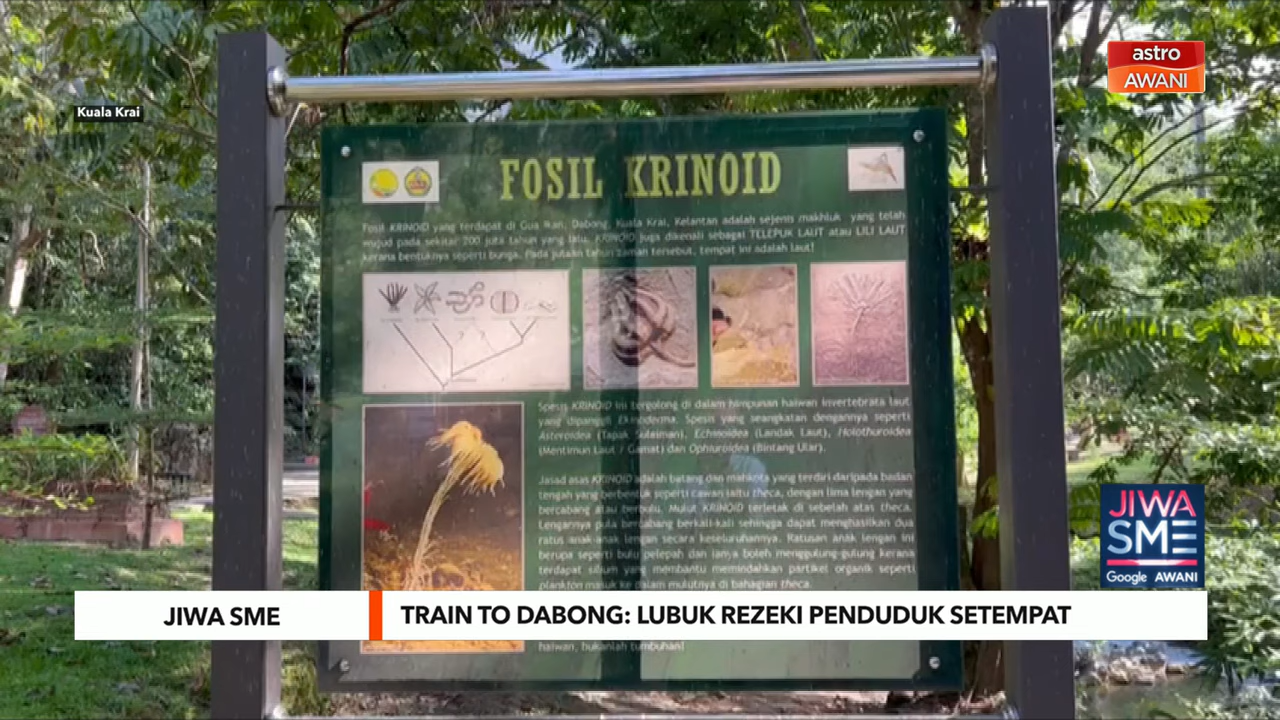 astro
AWANI
Kuala Krai
FOSIL KRINOID
Fosil KRINOID yang terdapat di Gua Ikan, Dabong, Kuala Krai, Kelantan adalah sejenis makhluk yang telah
wujud pada sekitar 200 juta tahun yang lalu. KRINOID juga dikenali sebagai TELEPUK LAUT atau LILI LAUT
kerana bentuknya seperti bunga. Pada jutaan tahun zaman tersebut, tempat ini adalah laut!
Spesis KRINOID ini tergolong di dalam himpunan haiwan invertebrata laut
yang dipanggil Ekinoderma. Spesis yang seangkatan dengannya seperti
Asteroidea (Tapak Sulaiman), Echinoidea (Landak Laut), Holothuroidea
(Mentimun Laut / Gamat) dan Ophiuroidea (Bintang Ular).
Jasad asas KRINOID adalah batang dan mahkota yang terdiri daripada badan
tengah yang berbentuk seperti cawan iaitu theca, dengan lima lengan yang
bercabang atau berbulu. Mulut KRINOID terletak di sebelah atas theca.
Lengannya pula bercabang berkali-kali sehingga dapat menghasilkan dua
ratus anak-anak lengan secara keseluruhannya. Ratusan anak lengan ini
berupa seperti bulu pelepah dan ianya boleh menggulung-gulung kerana
terdapat silium yang membantu memindahkan partikel organik seperti
plankton masuk ke dalam mulutnya di bahagian theca.
haiwan, bukanlah tumbuhan!
JIWA
SME
Google AWANI
JIWA SME
TRAIN TO DABONG: LUBUK REZEKI PENDUDUK SETEMPAT